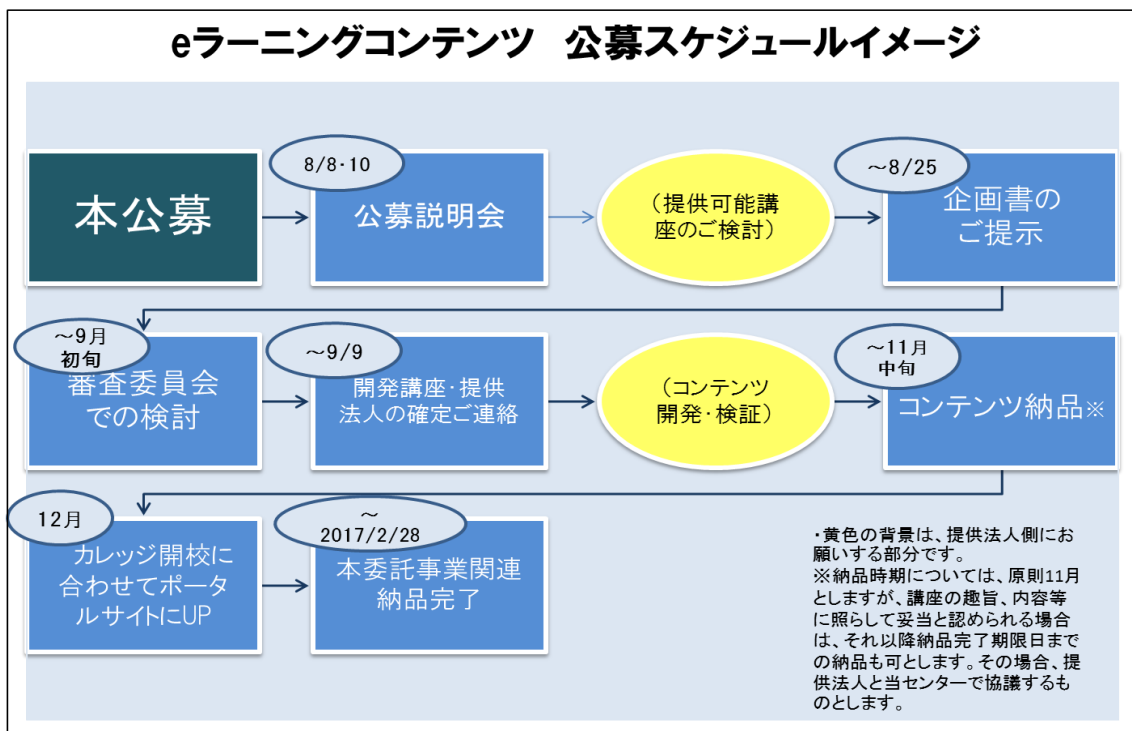 eラーニングコンテンツ 公募スケジュールイメージ
本公募
8/8・10
公募説明会
(提供可能講
座のご検討)
～8/25
企画書の
ご提示
～9月
初旬
審査委員会
での検討
～9/9
開発講座・提供
法人の確定ご連絡
(コンテンツ
開発・検証)
～11月
中旬
コンテンツ納品※
12月
カレッジ開校に
合わせてポータ
ルサイトにUP
～
2017/2/28
本委託事業関連
納品完了
・黄色の背景は、提供法人側にお
願いする部分です。
※納品時期については、原則11月
としますが、講座の趣旨、内容等
に照らして妥当と認められる場合
は、それ以降納品完了期限日まで
の納品も可とします。その場合、提
供法人と当センターで協議するも
のとします。